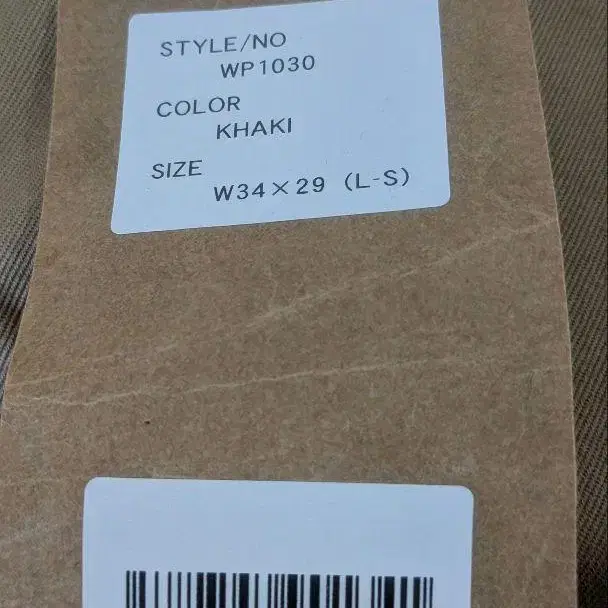 STYLE/NO
WP1030
COLOR
KHAKI
SIZE
W34×29 (L-S)